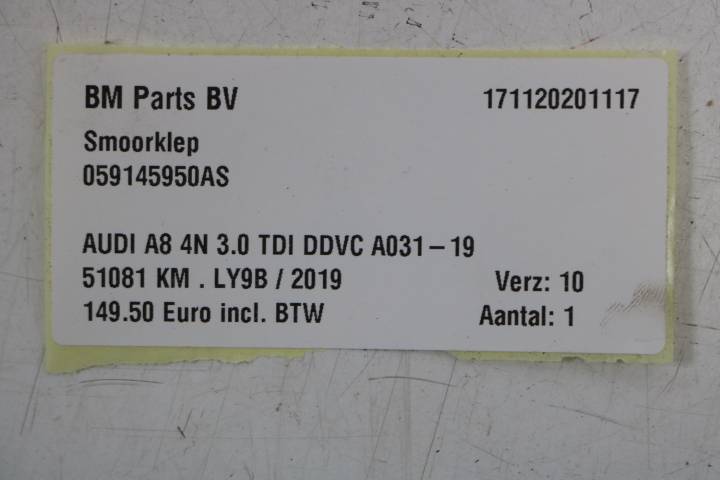 BM Parts BV 171120201117
Smoorklep
059145950AS
AUDI A8 4N 3.0 TDI DDVC A031-19
51081 KM . LY9B / 2019 Verz: 10
149.50 Euro incl. BTW Aantal: 1